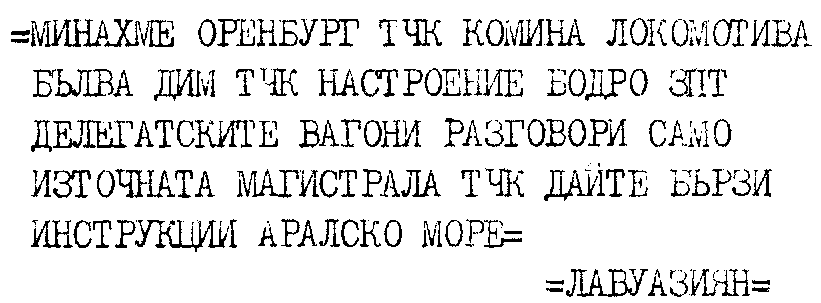 =МИНАХМЕ ОРЕНБУРГ ТЧК КОМИНА ЛОКОМОТИВА
БЪЛВА ДИМ ТЧК НАСТРОЕНИЕ БОДРО ЗПТ
ДЕЛЕГАТСКИТЕ ВАГОНИ РАЗГОВОРИ САМО
ИЗТОЧНАТА МАГИСТРАЛА ТЧК ДАЙТЕ БЪРЗИ
ИНСТРУКЦИИ АРАЛСКО МОРЕ=
=ЛАВУАЗИЯН=